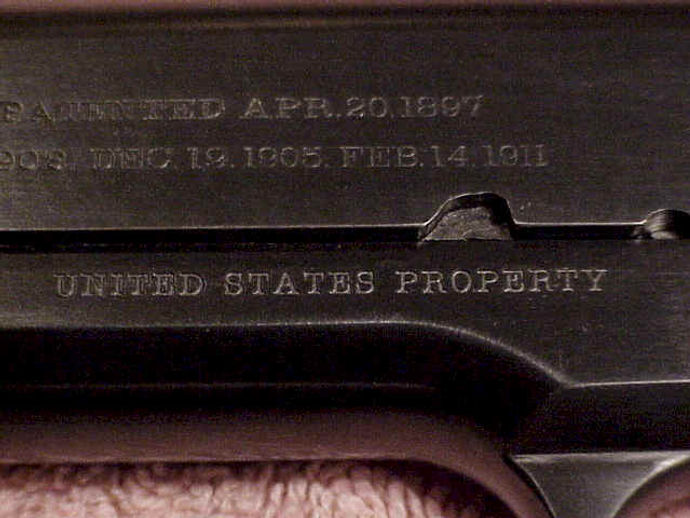 PATENTED APR.20.1897
DEC.19.1905. FEB.14.1911
UNITED STATES PROPERTY